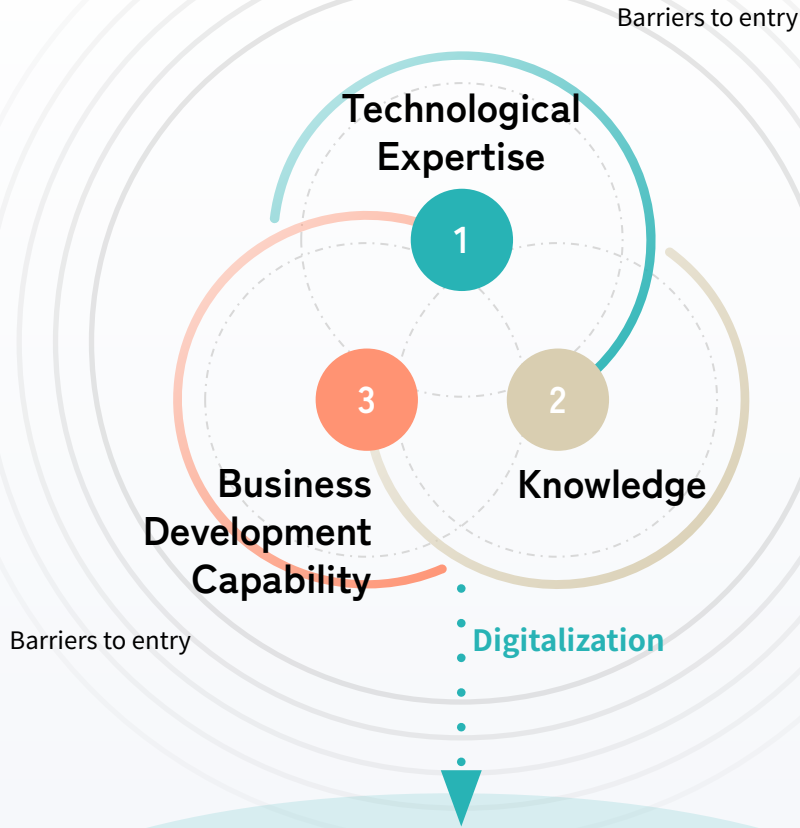 Barriers to entry
Technological
Expertise
1
3
2
Business
Development
Capability
Knowledge
Barriers to entry
Digitalization